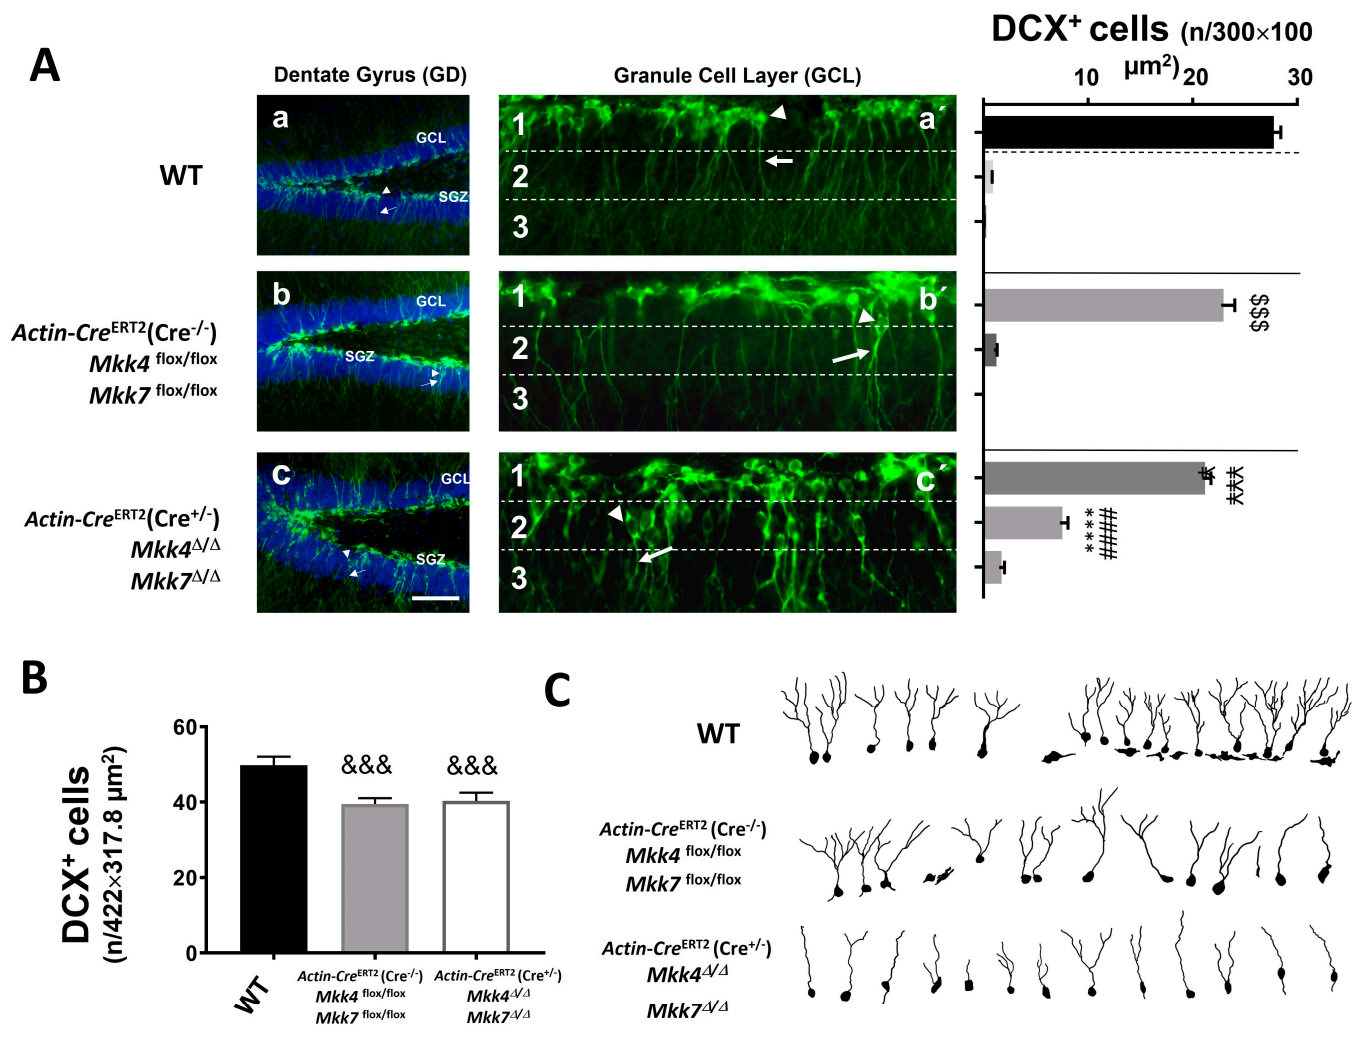 A
Dentate Gyrus (GD)
Granule Cell Layer (GCL)
DCX⁺ cells (n/300×100
µm²)
10
20
30
WT
a
GCL
SGZ
1
2
3
a´
Actin-Creᴱᴿᵀ²(Cre⁻/⁻)
Mkk4 flox/flox
Mkk7 flox/flox
b
GCL
SGZ
1
2
3
b´
$$$
Actin-Creᴱᴿᵀ²(Cre⁺/⁻)
Mkk4Δ/Δ
Mkk7Δ/Δ
c
GCL
SGZ
1
2
3
c´
****
B
DCX⁺ cells
(n/422×317.8 µm²)
60
40
20
0
&&&
&&&
WT
Actin-Creᴱᴿᵀ² (Cre⁻/⁻)
Mkk4 flox/flox
Mkk7 flox/flox
Actin-Creᴱᴿᵀ² (Cre⁺/⁻)
Mkk4Δ/Δ
Mkk7Δ/Δ
C
WT
Actin-Creᴱᴿᵀ² (Cre⁻/⁻)
Mkk4 flox/flox
Mkk7 flox/flox
Actin-Creᴱᴿᵀ² (Cre⁺/⁻)
Mkk4Δ/Δ
Mkk7Δ/Δ